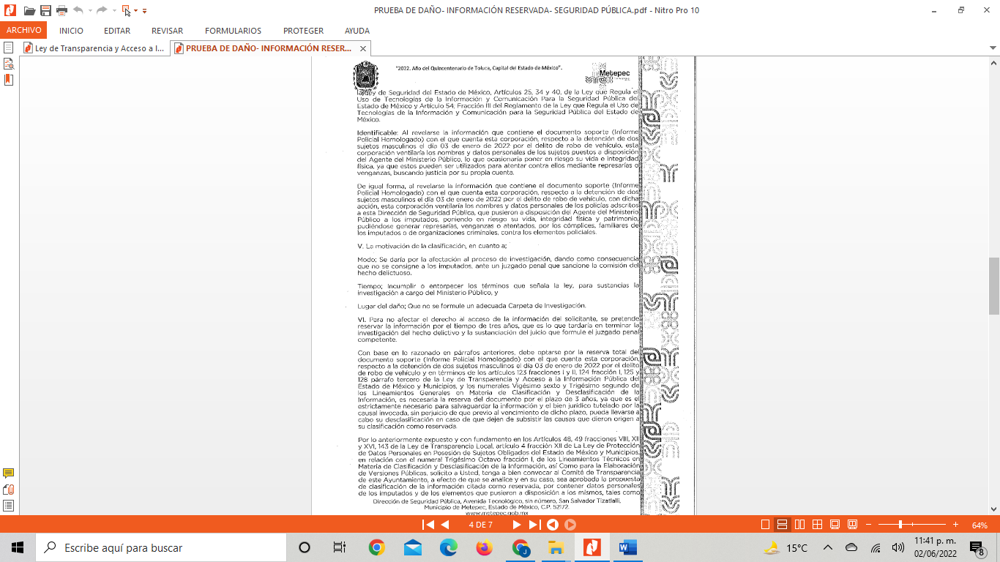 PRUEBA DE DAÑO- INFORMACIÓN RESERVADA- SEGURIDAD PÚBLICA.pdf - Nitro Pro 10
ARCHIVO INICIO EDITAR REVISAR FORMULARIOS PROTEGER AYUDA
Ley de Transparencia y Acceso a l... PRUEBA DE DAÑO- INFORMACIÓN RESER...
"2022. Año del Quincentenario de Toluca, Capital del Estado de México".
Metepec
la Ley de Seguridad del Estado de México, Artículos 25, 34 y 40, de la Ley que Regula el
Uso de Tecnologías de la Información y Comunicación Para la Seguridad Pública del
Estado de México y Artículo 54; Fracción III del Reglamento de la Ley que Regula el Uso de
Tecnologías de la Información y Comunicación para la Seguridad Pública del Estado de
México.
Identificable: Al revelarse la información que contiene el documento soporte (Informe
Policial Homologado) con el que cuenta esta corporación, respecto a la detención de dos
sujetos masculinos el día 03 de enero de 2022 por el delito de robo de vehículo, esta
corporación ventilaría los nombres y datos personales de los sujetos puestos a disposición
del Agente del Ministerio Público, lo que ocasionaría poner en riesgo su vida e integridad
física, ya que estos pueden ser utilizados para atentar contra ellos mediante represarías o
venganzas, buscando justicia por su propia cuenta.
De igual forma, al revelarse la información que contiene el documento soporte (Informe
Policial Homologado) con el que cuenta esta corporación, respecto a la detención de dos
sujetos masculinos el día 03 de enero de 2022 por el delito de robo de vehículo, con dicha
acción, esta corporación ventilaría los nombres y datos personales de los policías adscritos
a esta Dirección de Seguridad Pública, que pusieron a disposición del Agente del Ministerio
Público a los imputados, poniendo en riesgo su vida, integridad física y patrimonio,
pudiéndose generar represarías, venganzas o atentados, por los cómplices, familiares de
los imputados o de organizaciones criminales, contra los elementos policiales.
V. La motivación de la clasificación, en cuanto a;
Modo; Se daría por la afectación al proceso de investigación, dando como consecuencia
que no se consigne a los imputados, ante un juzgado penal que sancione la comisión del
hecho delictuoso.
Tiempo; Incumplir o entorpecer los términos que señala la ley, para sustancias la
investigación a cargo del Ministerio Público, y
Lugar del daño; Que no se formule un adecuada Carpeta de Investigación.
VI. Para no afectar el derecho al acceso de la información del solicitante, se pretende
reservar la información por el tiempo de tres años, que es lo que tardaría en terminar la
investigación del hecho delictivo y la sustanciación del juicio que formule el juzgado penal
competente.
Con base en lo razonado en párrafos anteriores, debe optarse por la reserva total del
documento soporte (Informe Policial Homologado) con el que cuenta esta corporación,
respecto a la detención de dos sujetos masculinos el día 03 de enero de 2022 por el delito
de robo de vehículo y en términos de los artículos 123 fracciones i y II, 124 fracción I, 125 y
128 párrafo tercero de la Ley de Transparencia y Acceso a la Información Pública del
Estado de México y Municipios, y los numerales Vigésimo sexto y Trigésimo segundo de
los Lineamientos Generales en Materia de Clasificación y Desclasificación de la
Información, es necesaria la reserva del documento por el plazo de 3 años, ya que es el
estrictamente necesario para salvaguardar la información y el bien jurídico tutelado por la
causal invocada, sin perjuicio de que previo al vencimiento de dicho plazo, pueda llevarse a
cabo su desclasificación en caso de que dejen de subsistir las causas que dieron origen a
su clasificación como reservada.
Por lo anteriormente expuesto y con fundamento en los Artículos 48, 49 fracciones VIII, XII
y XVI, 143 de la Ley de Transparencia Local, artículo 4 fracción XII de La Ley de Protección
de Datos Personales en Posesión de Sujetos Obligados del Estado de México y Municipios,
en relación con el numeral Trigésimo Octavo fracción I, de los Lineamientos Técnicos en
Materia de Clasificación y Desclasificación de la Información, así Como para la Elaboración
de Versiones Públicas, solicito a Usted, tenga a bien convocar al Comité de Transparencia
de este Ayuntamiento, a efecto de que se analice y en su caso, sea aprobada la propuesta
de clasificación de la información citada como reservada, por contener datos personales
de los imputados y de los elementos que pusieron a disposición a los mismos, tales como
Dirección de Seguridad Pública, Avenida Tecnológico, sin número, San Salvador Tizatlalli,
Municipio de Metepec, Estado de México, C.P. 52172.
www.metepec.gob.mx
4 DE 7
64%
Escribe aquí para buscar
15°C
11:41 p. m.
02/06/2022
8